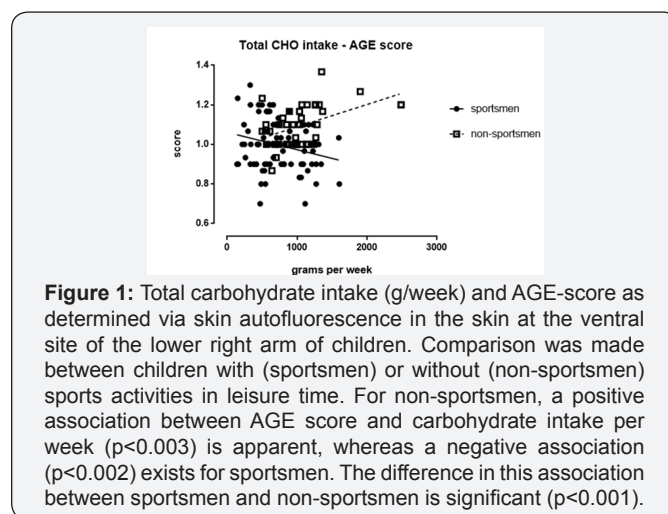 Total CHO intake - AGE score
1.4
1.2
1.0
0.8
0.6
score
0
1000
2000
3000
grams per week
sportsmen
non-sportsmen
Figure 1: Total carbohydrate intake (g/week) and AGE-score as
determined via skin autofluorescence in the skin at the ventral
site of the lower right arm of children. Comparison was made
between children with (sportsmen) or without (non-sportsmen)
sports activities in leisure time. For non-sportsmen, a positive
association between AGE score and carbohydrate intake per
week (p<0.003) is apparent, whereas a negative association
(p<0.002) exists for sportsmen. The difference in this association
between sportsmen and non-sportsmen is significant (p<0.001).